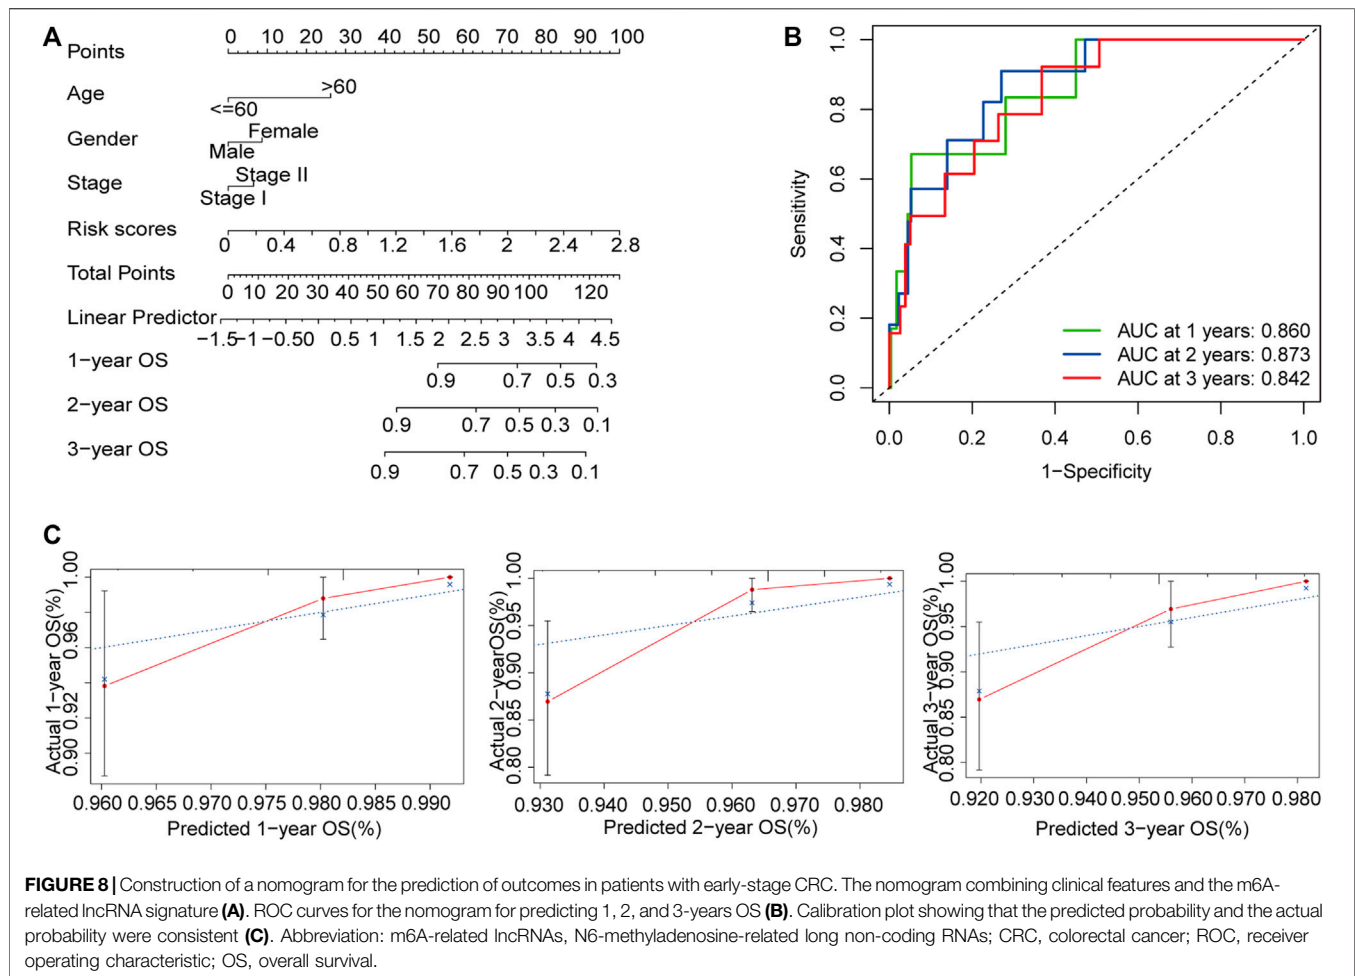 A
Points
0 10 20 30 40 50 60 70 80 90 100
Age
>60
<=60
Gender
Female
Male
Stage
Stage II
Stage I
Risk scores
0 0.4 0.8 1.2 1.6 2 2.4 2.8
Total Points
0 10 20 30 40 50 60 70 80 90 100 120
Linear Predictor
−1.5 −1 −0.5 0 0.5 1 1.5 2 2.5 3 3.5 4 4.5
1−year OS
0.9 0.7 0.5 0.3
2−year OS
0.9 0.7 0.5 0.3 0.1
3−year OS
0.9 0.7 0.5 0.3 0.1
B
Sensitivity
1.0
0.8
0.6
0.4
0.2
0.0
AUC at 1 years: 0.860
AUC at 2 years: 0.873
AUC at 3 years: 0.842
0.0 0.2 0.4 0.6 0.8 1.0
1−Specificity
C
Actual 1−year OS(%)
1.00
0.96
0.92
0.90
0.960 0.965 0.970 0.975 0.980 0.985 0.990
Predicted 1−year OS(%)
Actual 2−yearOS(%)
1.00
0.95
0.90
0.85
0.80
0.930 0.940 0.950 0.960 0.970 0.980
Predicted 2−year OS(%)
Actual 3−year OS(%)
1.00
0.95
0.90
0.85
0.80
0.920 0.930 0.940 0.950 0.960 0.970 0.980
Predicted 3−year OS(%)
FIGURE 8 | Construction of a nomogram for the prediction of outcomes in patients with early-stage CRC. The nomogram combining clinical features and the m6A-
related lncRNA signature (A). ROC curves for the nomogram for predicting 1, 2, and 3-years OS (B). Calibration plot showing that the predicted probability and the actual
probability were consistent (C). Abbreviation: m6A-related lncRNAs, N6-methyladenosine-related long non-coding RNAs; CRC, colorectal cancer; ROC, receiver
operating characteristic; OS, overall survival.